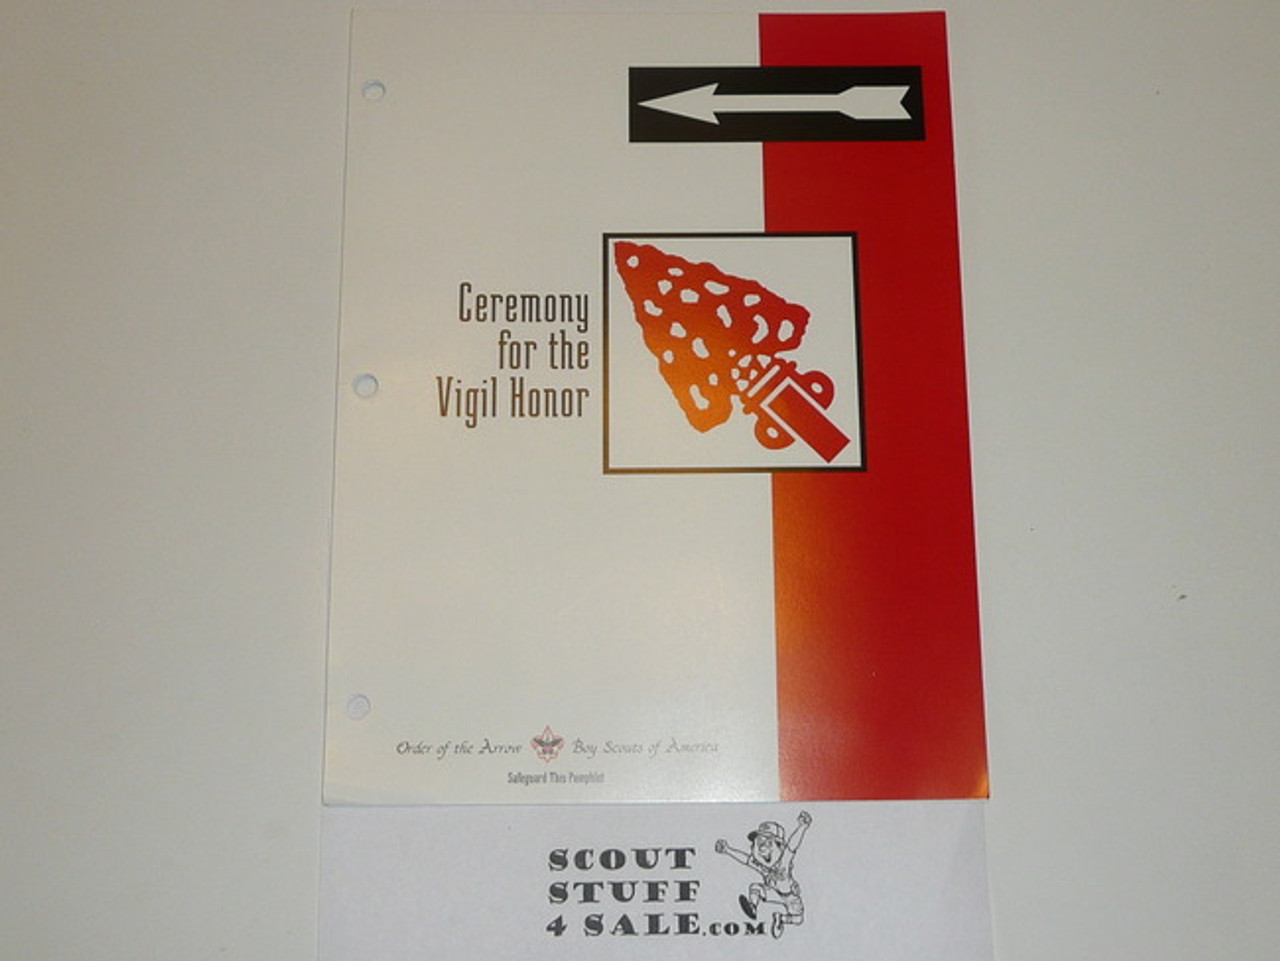 Ceremony
for the
Vigil Honor
Order of the Arrow Boy Scouts of America
Safeguard This Pamphlet
SCOUT
STUFF
4 SALE.COM